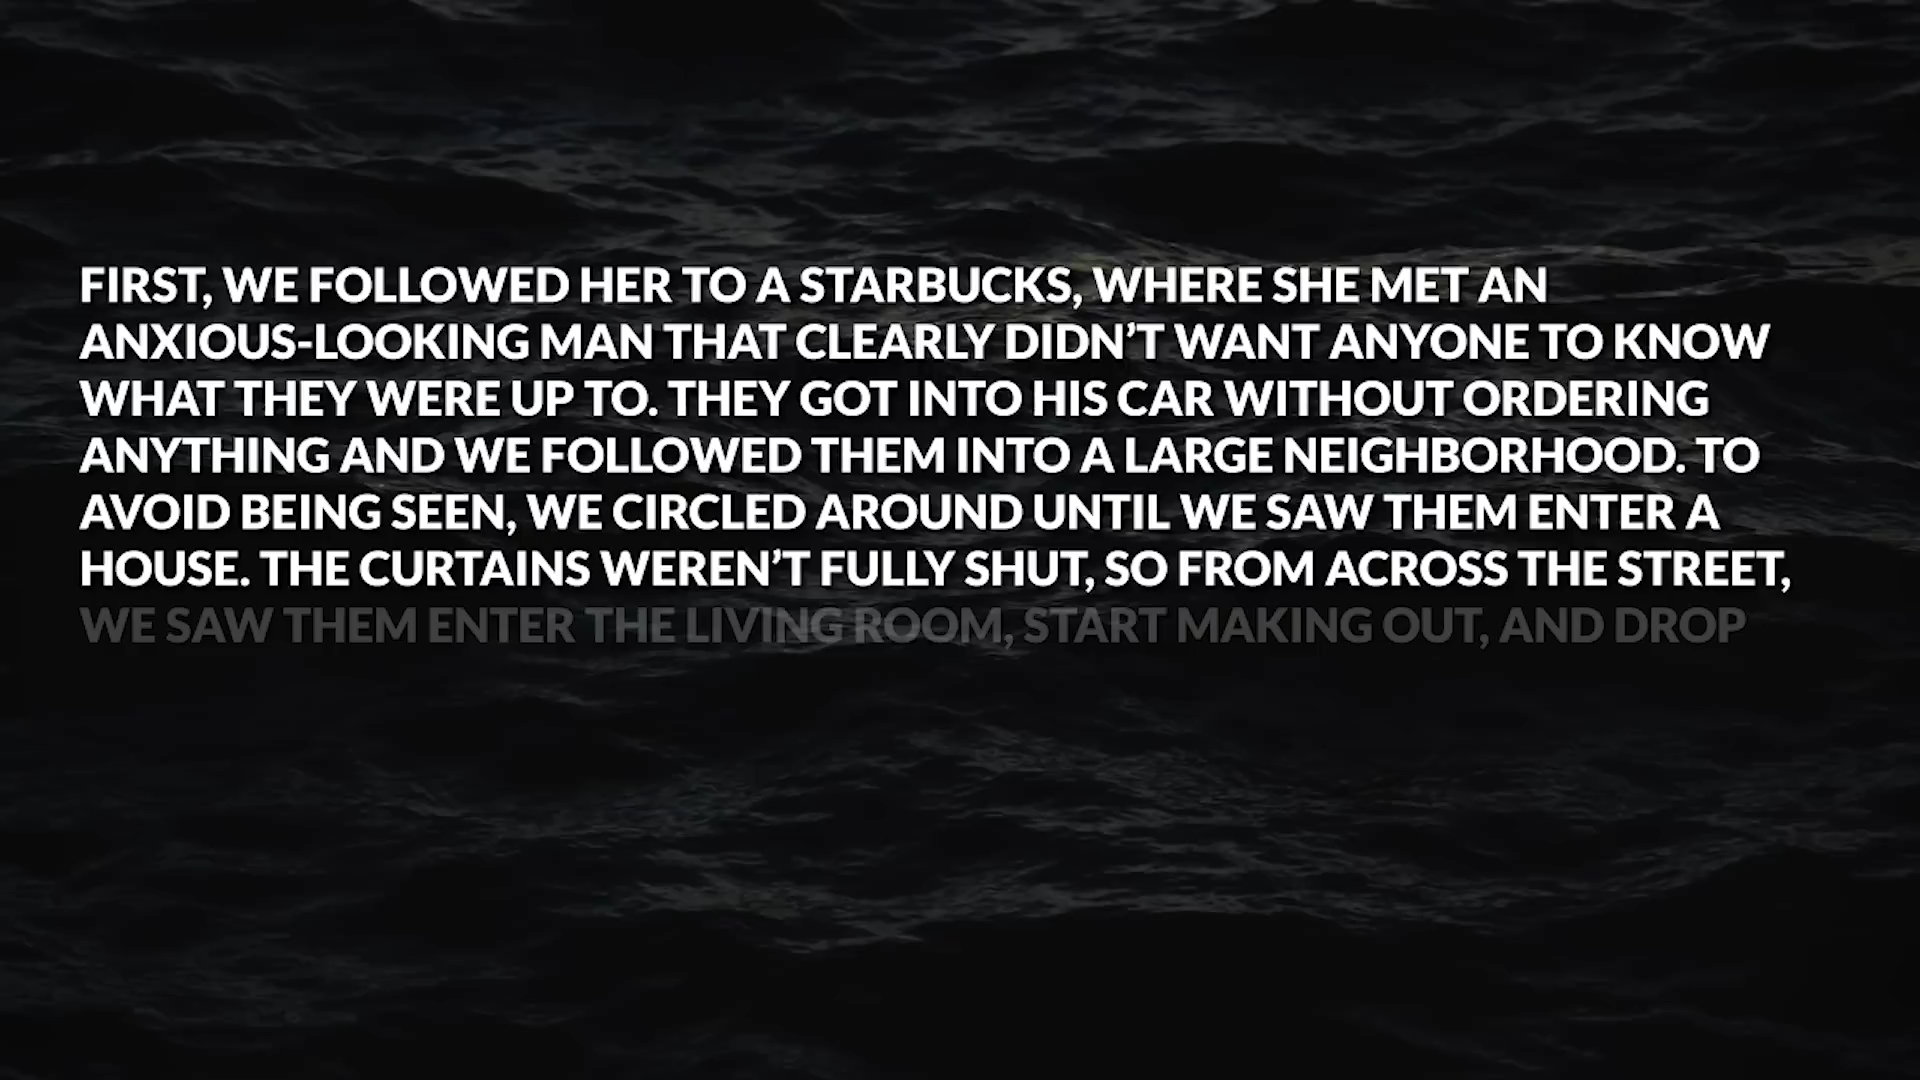 FIRST, WE FOLLOWED HER TO A STARBUCKS, WHERE SHE MET AN
ANXIOUS-LOOKING MAN THAT CLEARLY DIDN’T WANT ANYONE TO KNOW
WHAT THEY WERE UP TO. THEY GOT INTO HIS CAR WITHOUT ORDERING
ANYTHING AND WE FOLLOWED THEM INTO A LARGE NEIGHBORHOOD. TO
AVOID BEING SEEN, WE CIRCLED AROUND UNTIL WE SAW THEM ENTER A
HOUSE. THE CURTAINS WEREN’T FULLY SHUT, SO FROM ACROSS THE STREET,
WE SAW THEM ENTER THE LIVING ROOM, START MAKING OUT, AND DROP